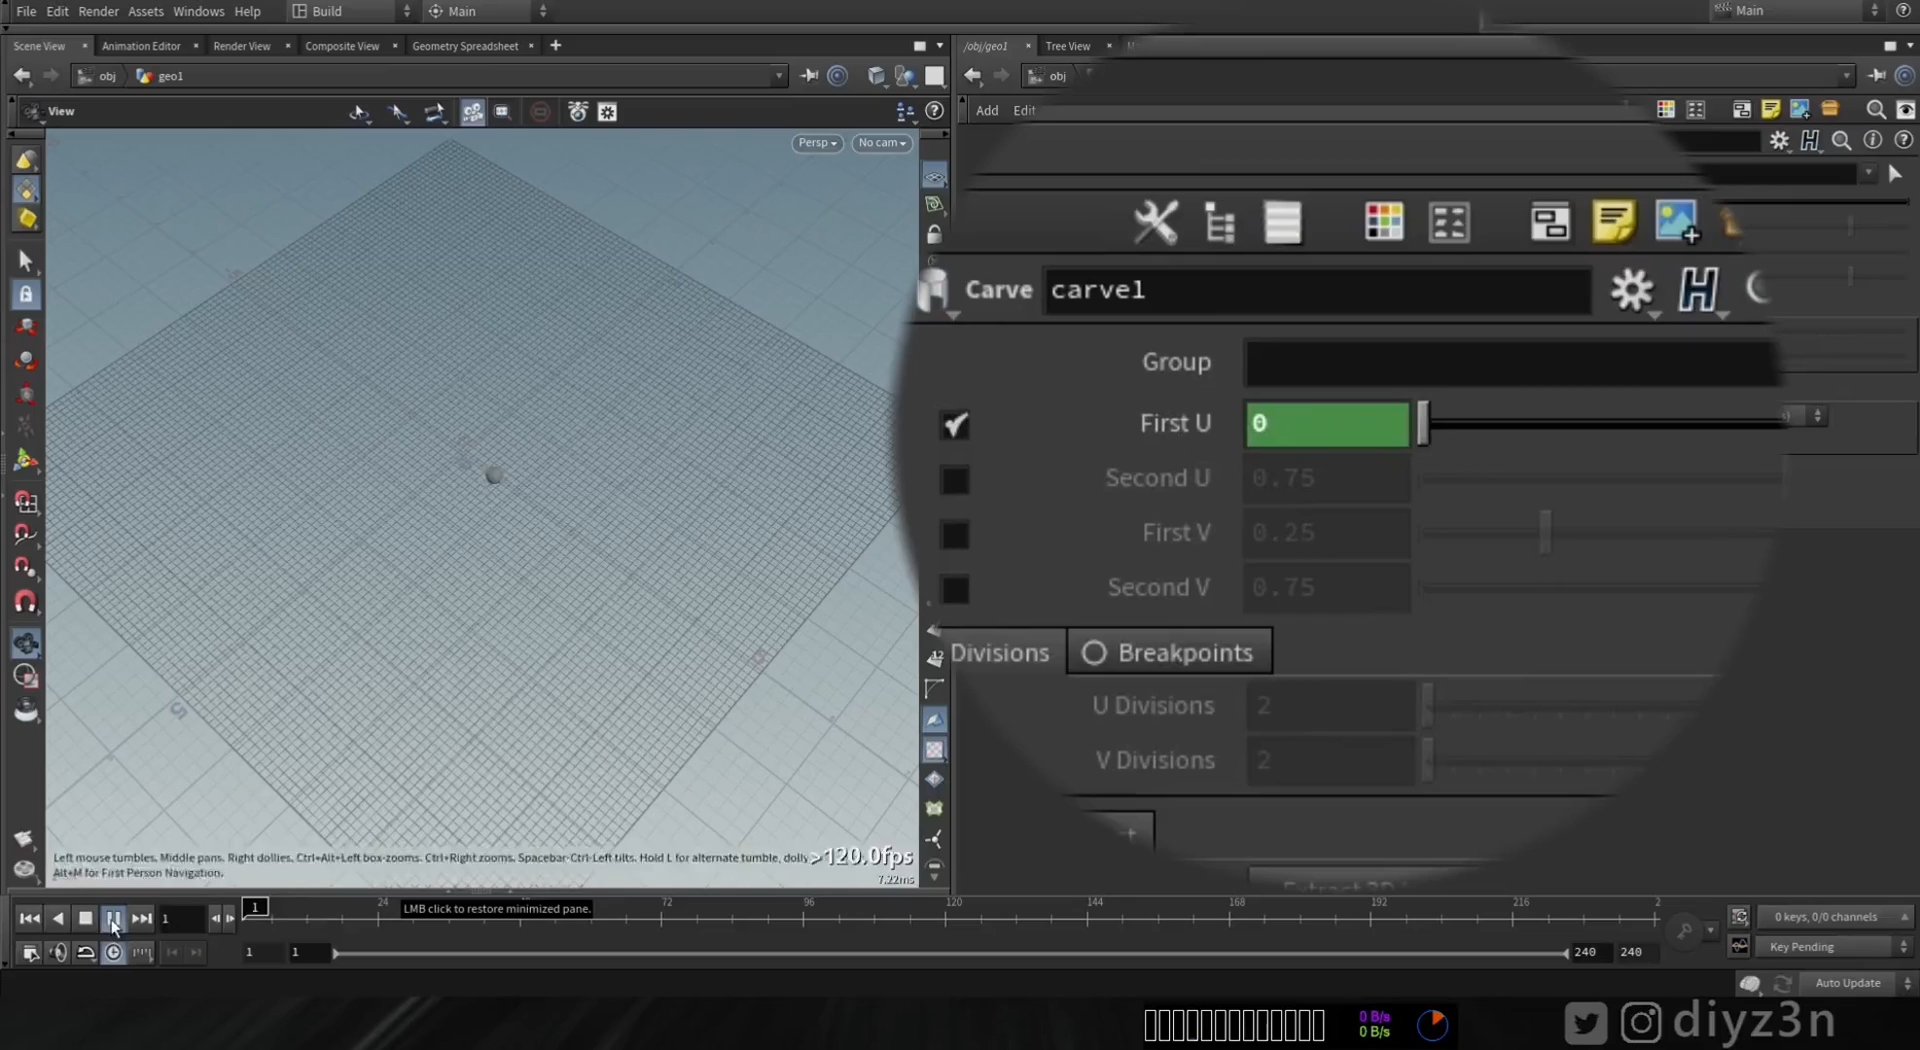 File Edit Render Assets Windows Help Build Main Main
Scene View Animation Editor Render View Composite View Geometry Spreadsheet /obj/geo1 Tree View
obj geo1 obj
View Add Edit
Persp No cam
Carve carve1
Group
First U 0
Second U 0.75
First V 0.25
Second V 0.75
Divisions Breakpoints
U Divisions 2
V Divisions 2
Left mouse tumbles. Middle pans. Right dollies. Ctrl+Alt+Left box-zooms. Ctrl+Right zooms. Spacebar-Ctrl-Left tilts. Hold L for alternate tumble, dolly
Alt+M for First Person Navigation.
>120.0fps
7.22ms
1 1 24 72 96 120 144 168 192 216 2
LMB click to restore minimized pane.
0 keys, 0/0 channels
1 1 240 240 Key Pending
Auto Update
0 B/s
0 B/s
diyz3n